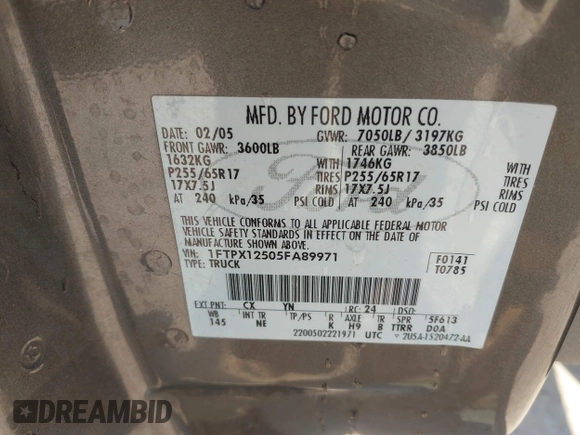 MFD. BY FORD MOTOR CO.
DATE: 02/05 GVWR: 7050LB / 3197KG
FRONT GAWR: 3600LB REAR GAWR: 3850LB
1632KG WITH 1746KG WITH
P255/65R17 TIRES P255/65R17 TIRES
17X7.5J RIMS 17X7.5J RIMS
AT 240 kPa/35 PSI COLD AT 240 kPa/35 PSI COLD
THIS VEHICLE CONFORMS TO ALL APPLICABLE FEDERAL MOTOR
VEHICLE SAFETY STANDARDS IN EFFECT ON THE DATE OF
MANUFACTURE SHOWN ABOVE.
VIN: 1FTPX12505FA89971 F0141
TYPE: TRUCK T0785
EXT PNT: CX YN RC: 24 DSO:
WB INT TR TP/PS R AXLE TR SPR 5F613
145 NE K H9 B TTRR DOA
2200502221971 UTC
Ford
DREAMBID